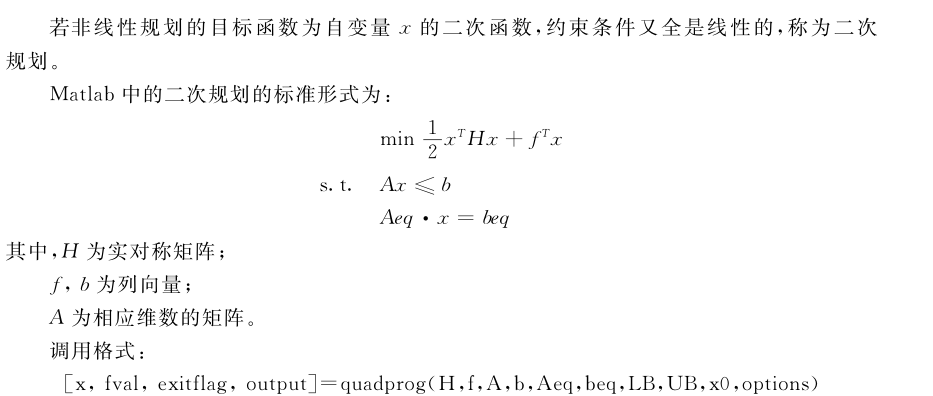 若非线性规划的目标函数为自变量 x 的二次函数,约束条件又全是线性的,称为二次
规划。
Matlab 中的二次规划的标准形式为:
min 1/2 xᵀHx + fᵀx
s.t. Ax ⩽ b
Aeq · x = beq
其中,H 为实对称矩阵;
f, b 为列向量;
A 为相应维数的矩阵。
调用格式:
[x, fval, exitflag, output]=quadprog(H,f,A,b,Aeq,beq,LB,UB,x0,options)